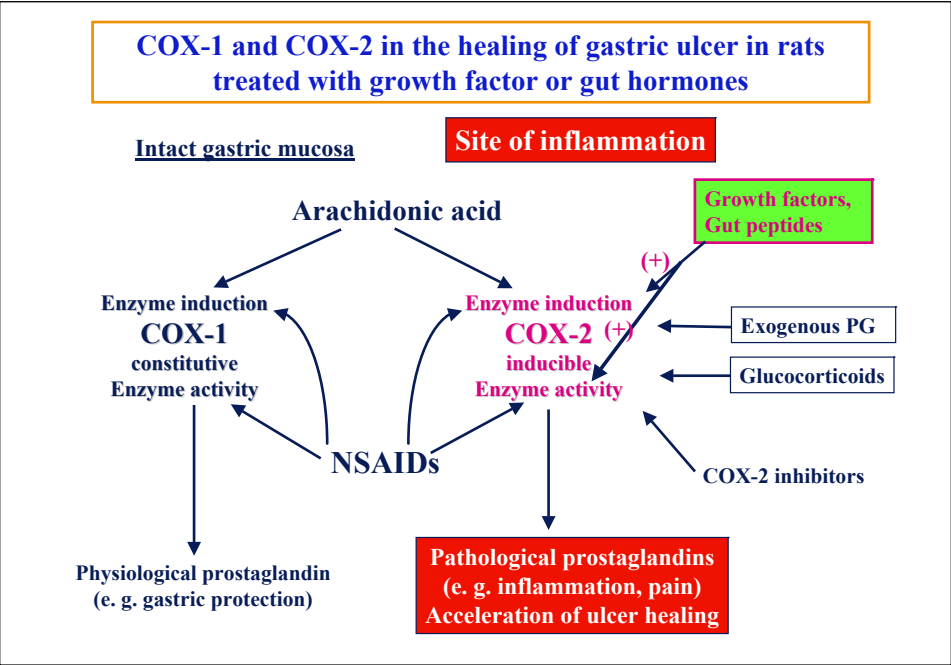 COX-1 and COX-2 in the healing of gastric ulcer in rats
treated with growth factor or gut hormones
Intact gastric mucosa
Site of inflammation
Arachidonic acid
Growth factors,
Gut peptides
(+)
Enzyme induction
COX-1
constitutive
Enzyme activity
Enzyme induction
COX-2 (+)
inducible
Enzyme activity
Exogenous PG
Glucocorticoids
NSAIDs
COX-2 inhibitors
Physiological prostaglandin
(e. g. gastric protection)
Pathological prostaglandins
(e. g. inflammation, pain)
Acceleration of ulcer healing